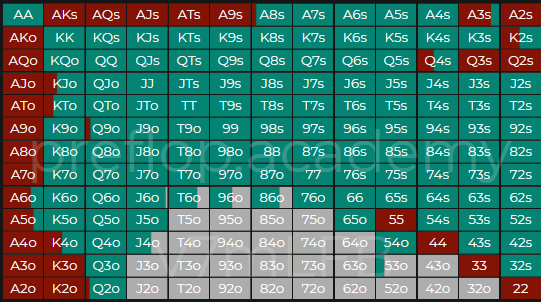 AA AKs AQs AJs ATs A9s A8s A7s A6s A5s A4s A3s A2s
AKo KK KQs KJs KTs K9s K8s K7s K6s K5s K4s K3s K2s
AQo KQo QQ QJs QTs Q9s Q8s Q7s Q6s Q5s Q4s Q3s Q2s
AJo KJo QJo JJ JTs J9s J8s J7s J6s J5s J4s J3s J2s
ATo KTo QTo JTo TT T9s T8s T7s T6s T5s T4s T3s T2s
A9o K9o Q9o J9o T9o 99 98s 97s 96s 95s 94s 93s 92s
A8o K8o Q8o J8o T8o 98o 88 87s 86s 85s 84s 83s 82s
preflop academy
A7o K7o Q7o J7o T7o 97o 87o 77 76s 75s 74s 73s 72s
A6o K6o Q6o J6o T6o 96o 86o 76o 66 65s 64s 63s 62s
A5o K5o Q5o J5o T5o 95o 85o 75o 65o 55 54s 53s 52s
A4o K4o Q4o J4o T4o 94o 84o 74o 64o 54o 44 43s 42s
A3o K3o Q3o J3o T3o 93o 83o 73o 63o 53o 43o 33 32s
A2o K2o Q2o J2o T2o 92o 82o 72o 62o 52o 42o 32o 22